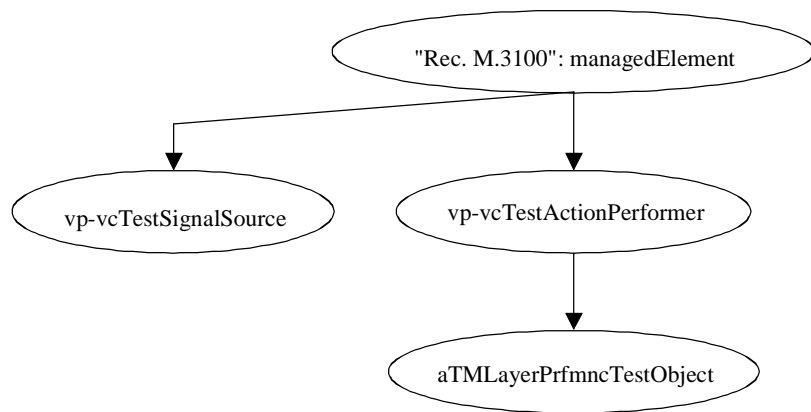 "Rec. M.3100": managedElement
vp-vcTestSignalSource
vp-vcTestActionPerformer
aTMLayerPrfmncTestObject